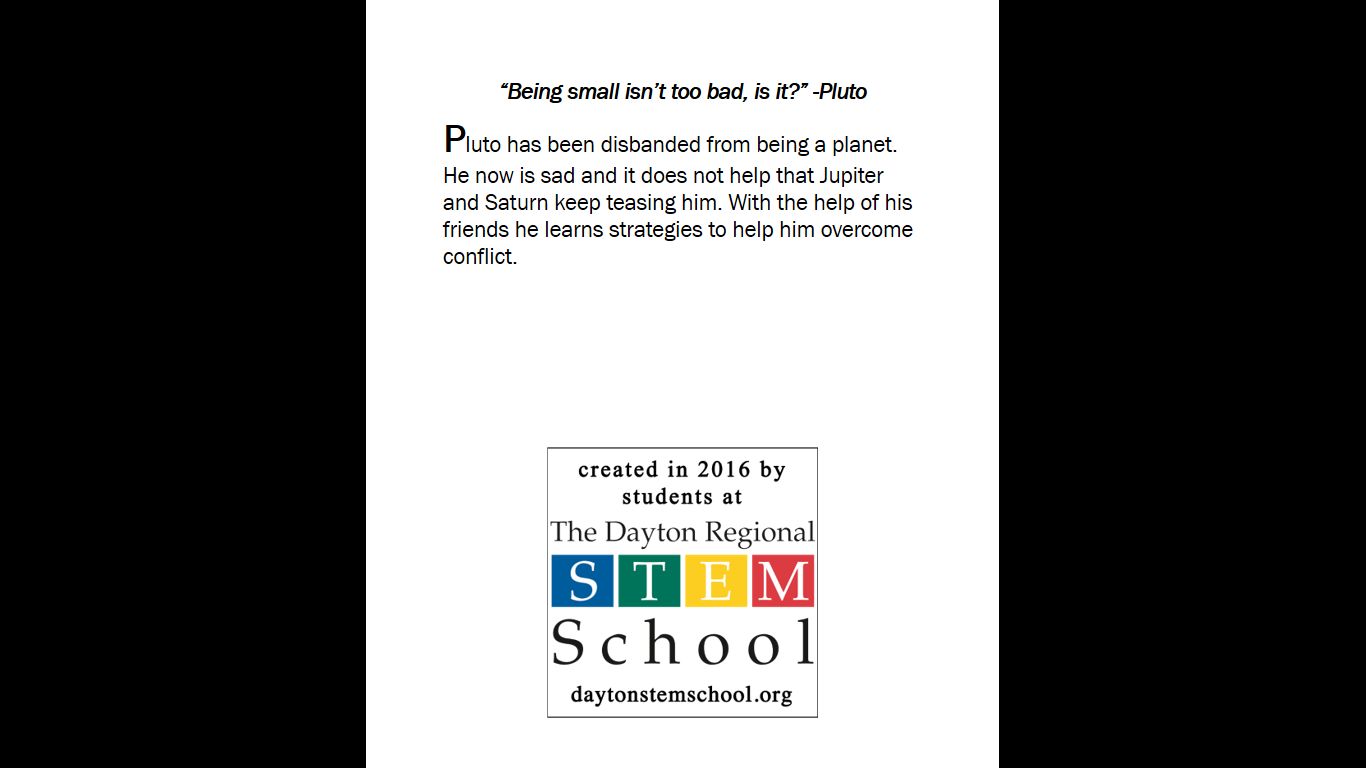 “Being small isn’t too bad, is it?” -Pluto
Pluto has been disbanded from being a planet.
He now is sad and it does not help that Jupiter
and Saturn keep teasing him. With the help of his
friends he learns strategies to help him overcome
conflict.
created in 2016 by
students at
The Dayton Regional
STEM
School
daytonstemschool.org